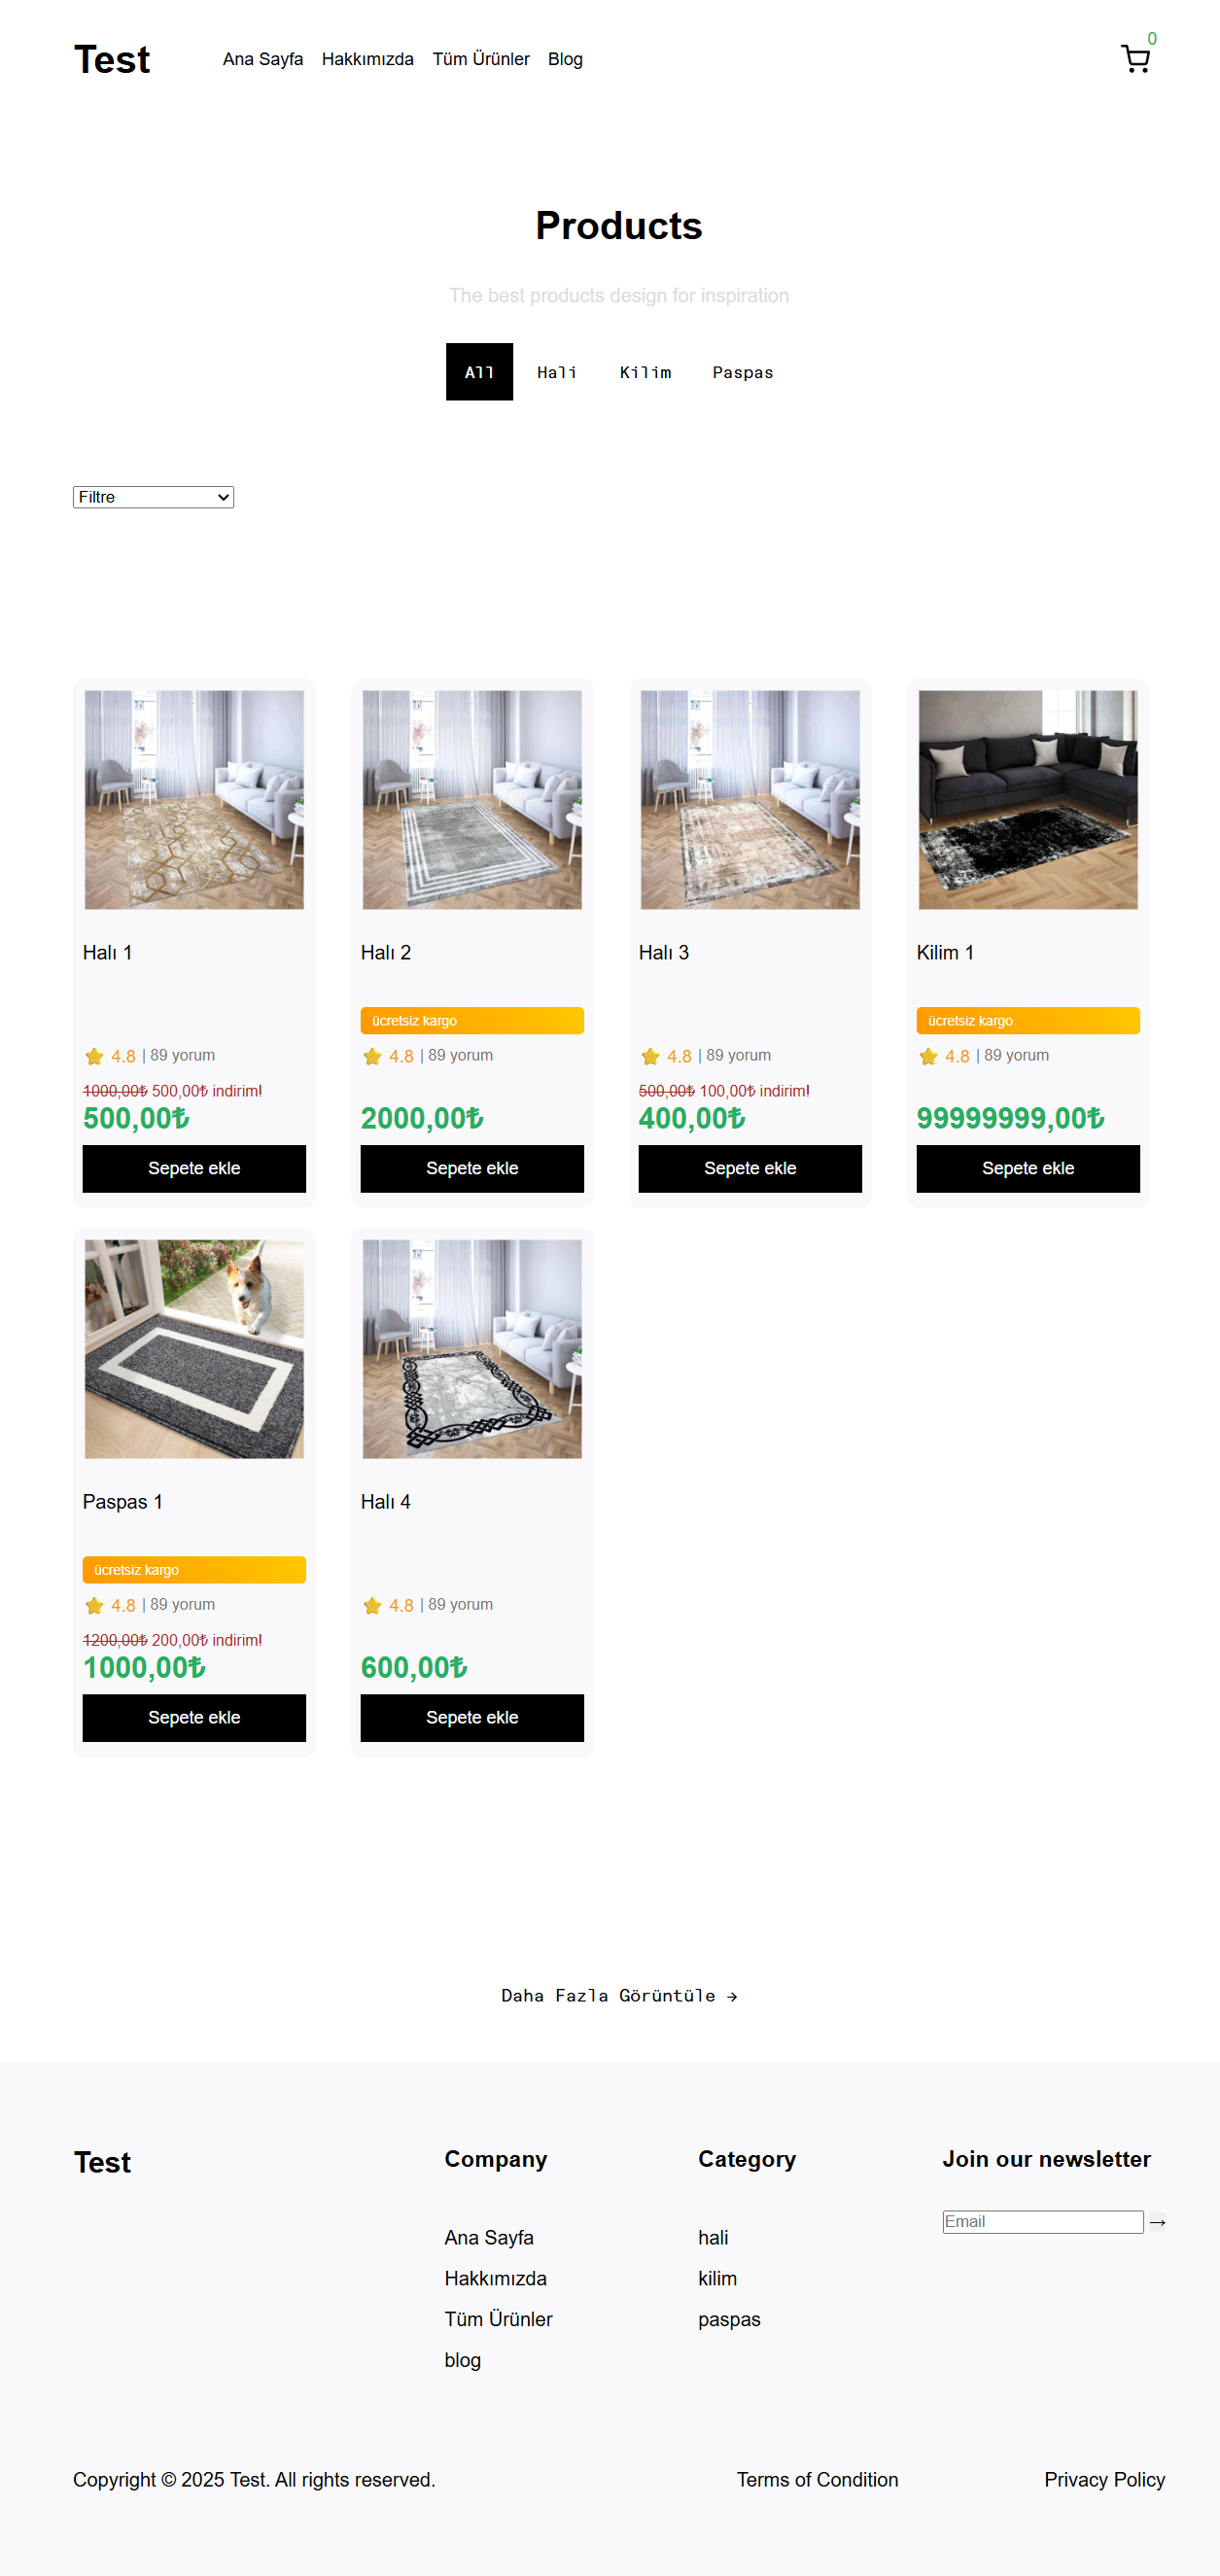 Test
Ana Sayfa Hakkımızda Tüm Ürünler Blog
0
Products
The best products design for inspiration
All Hali Kilim Paspas
Filtre
Halı 1
4.8 | 89 yorum
1000,00₺ 500,00₺ indirim!
500,00₺
Sepete ekle
Halı 2
ücretsiz kargo
4.8 | 89 yorum
2000,00₺
Sepete ekle
Halı 3
4.8 | 89 yorum
500,00₺ 100,00₺ indirim!
400,00₺
Sepete ekle
Kilim 1
ücretsiz kargo
4.8 | 89 yorum
99999999,00₺
Sepete ekle
Paspas 1
ücretsiz kargo
4.8 | 89 yorum
1200,00₺ 200,00₺ indirim!
1000,00₺
Sepete ekle
Halı 4
4.8 | 89 yorum
600,00₺
Sepete ekle
Daha Fazla Görüntüle →
Test
Company
Ana Sayfa
Hakkımızda
Tüm Ürünler
blog
Category
hali
kilim
paspas
Join our newsletter
Email →
Copyright © 2025 Test. All rights reserved.
Terms of Condition
Privacy Policy